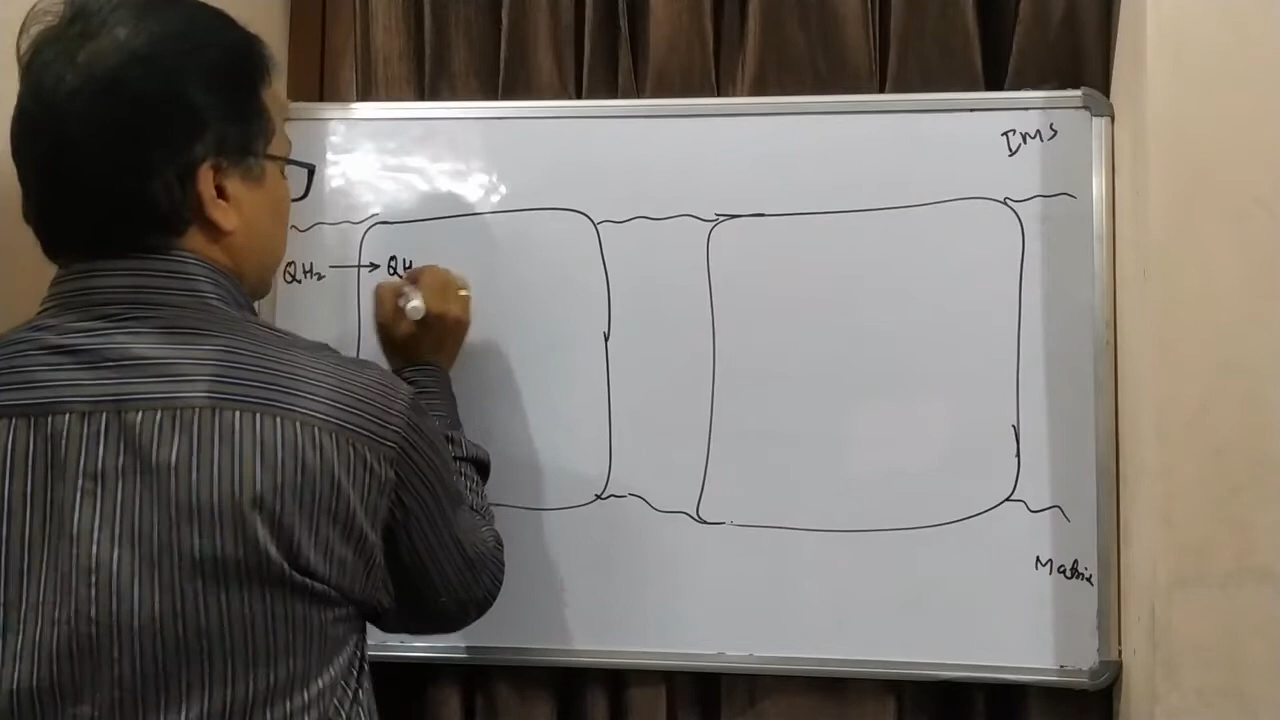 IMS
QH₂ → QH
Matrix